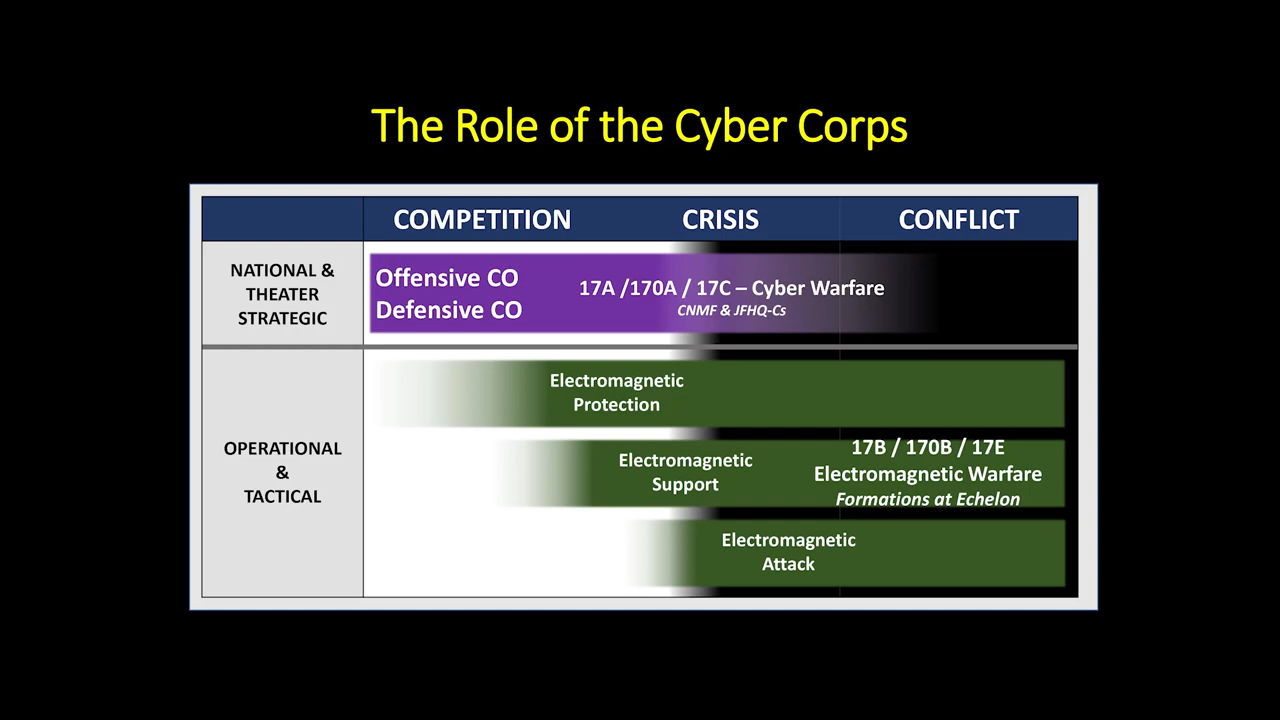 The Role of the Cyber Corps
COMPETITION
CRISIS
CONFLICT
NATIONAL &
THEATER
STRATEGIC
Offensive CO
Defensive CO
17A /170A / 17C – Cyber Warfare
CNMF & JFHQ-Cs
OPERATIONAL
&
TACTICAL
Electromagnetic
Protection
Electromagnetic
Support
17B / 170B / 17E
Electromagnetic Warfare
Formations at Echelon
Electromagnetic
Attack